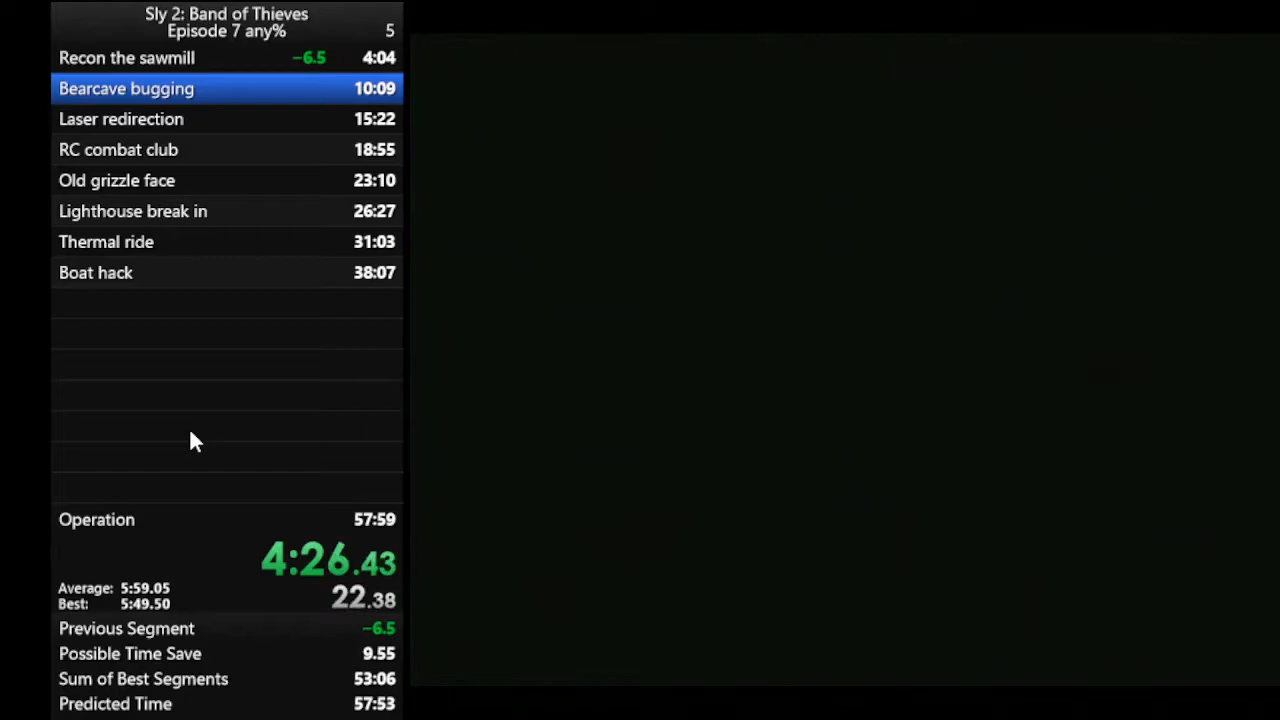 Sly 2: Band of Thieves
Episode 7 any% 5
Recon the sawmill −6.5 4:04
Bearcave bugging 10:09
Laser redirection 15:22
RC combat club 18:55
Old grizzle face 23:10
Lighthouse break in 26:27
Thermal ride 31:03
Boat hack 38:07
Operation 57:59
4:26.43
Average: 5:59.05
Best: 5:49.50
22.38
Previous Segment −6.5
Possible Time Save 9.55
Sum of Best Segments 53:06
Predicted Time 57:53